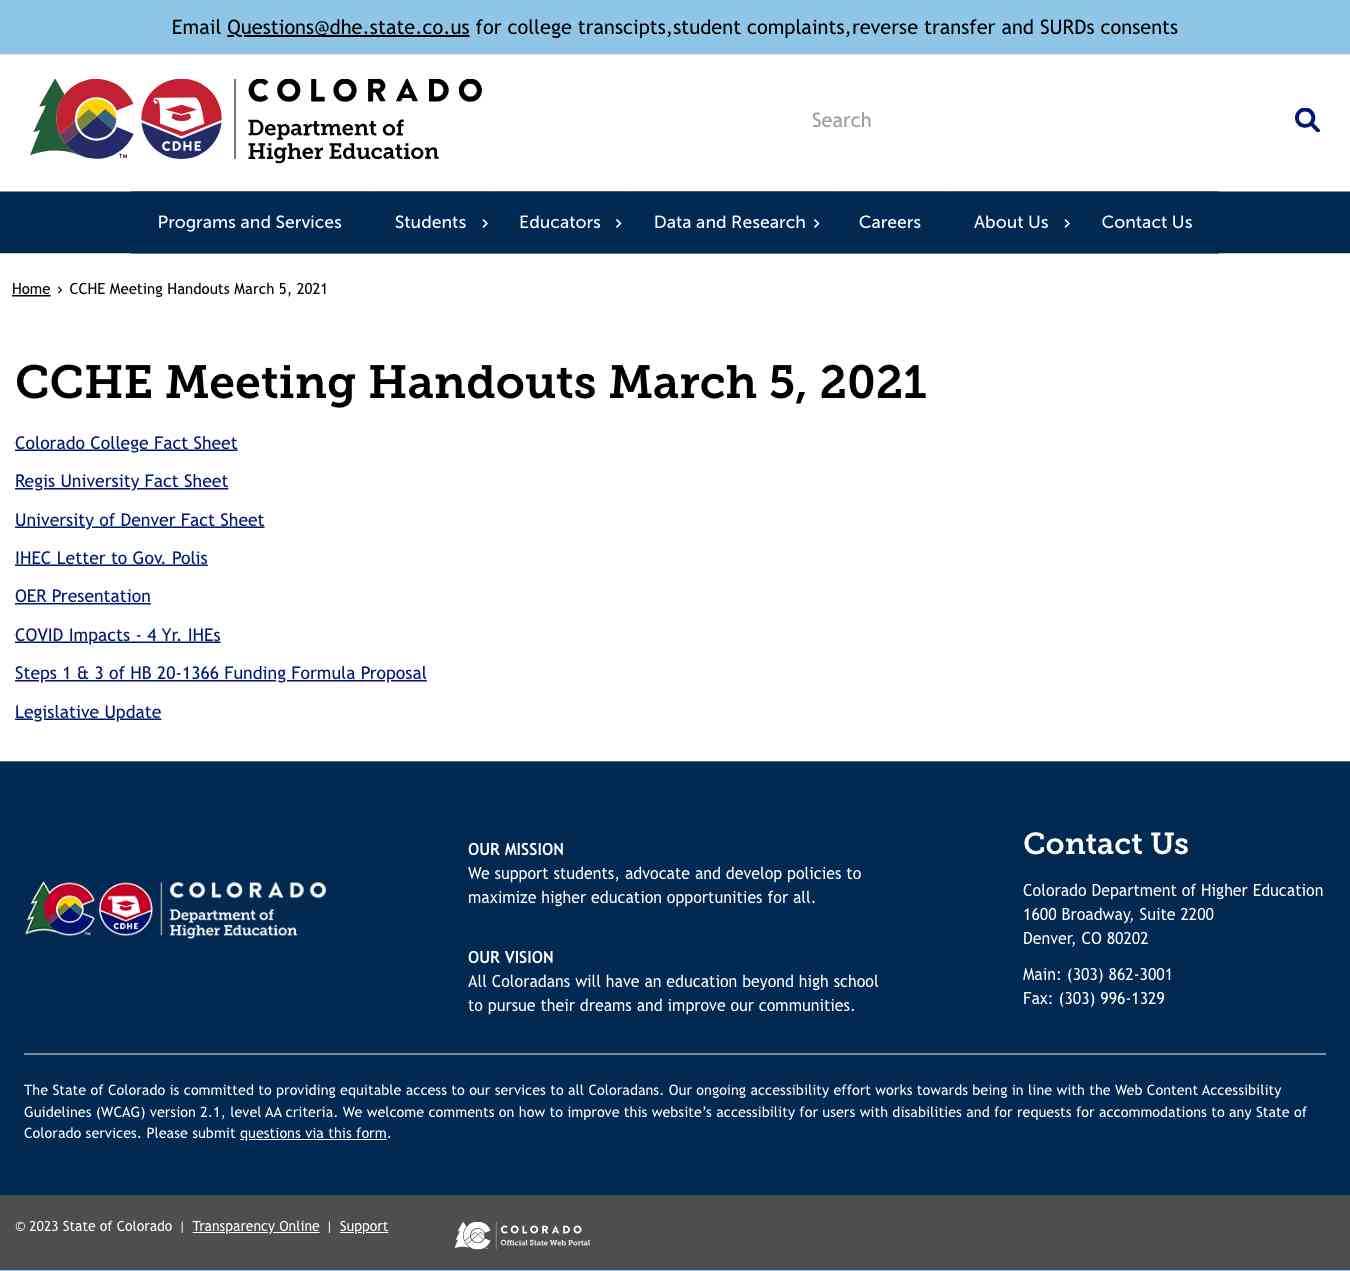 Email Questions@dhe.state.co.us for college transcipts,student complaints,reverse transfer and SURDs consents
COLORADO
Department of
Higher Education
CDHE
TM
Search
Programs and Services Students › Educators › Data and Research › Careers About Us › Contact Us
Home › CCHE Meeting Handouts March 5, 2021
CCHE Meeting Handouts March 5, 2021
Colorado College Fact Sheet
Regis University Fact Sheet
University of Denver Fact Sheet
IHEC Letter to Gov. Polis
OER Presentation
COVID Impacts - 4 Yr. IHEs
Steps 1 & 3 of HB 20-1366 Funding Formula Proposal
Legislative Update
COLORADO
Department of
Higher Education
CDHE
OUR MISSION
We support students, advocate and develop policies to
maximize higher education opportunities for all.
OUR VISION
All Coloradans will have an education beyond high school
to pursue their dreams and improve our communities.
Contact Us
Colorado Department of Higher Education
1600 Broadway, Suite 2200
Denver, CO 80202
Main: (303) 862-3001
Fax: (303) 996-1329
The State of Colorado is committed to providing equitable access to our services to all Coloradans. Our ongoing accessibility effort works towards being in line with the Web Content Accessibility
Guidelines (WCAG) version 2.1, level AA criteria. We welcome comments on how to improve this website’s accessibility for users with disabilities and for requests for accommodations to any State of
Colorado services. Please submit questions via this form.
© 2023 State of Colorado | Transparency Online | Support
COLORADO
Official State Web Portal